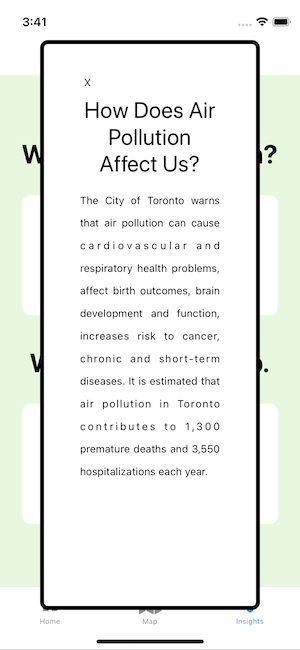 3:41
X
How Does Air
Pollution
Affect Us?
The City of Toronto warns
that air pollution can cause
cardiovascular and
respiratory health problems,
affect birth outcomes, brain
development and function,
increases risk to cancer,
chronic and short-term
diseases. It is estimated that
air pollution in Toronto
contributes to 1,300
premature deaths and 3,550
hospitalizations each year.
Home Map Insights